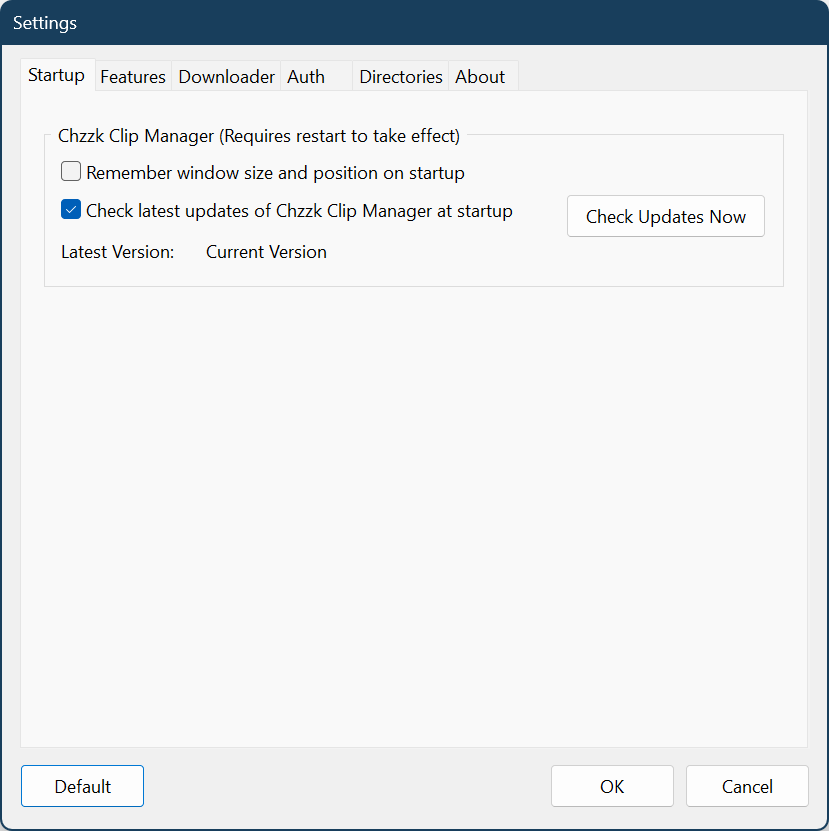 Settings
Startup Features Downloader Auth Directories About
Chzzk Clip Manager (Requires restart to take effect)
Remember window size and position on startup
Check latest updates of Chzzk Clip Manager at startup
Check Updates Now
Latest Version: Current Version
Default OK Cancel